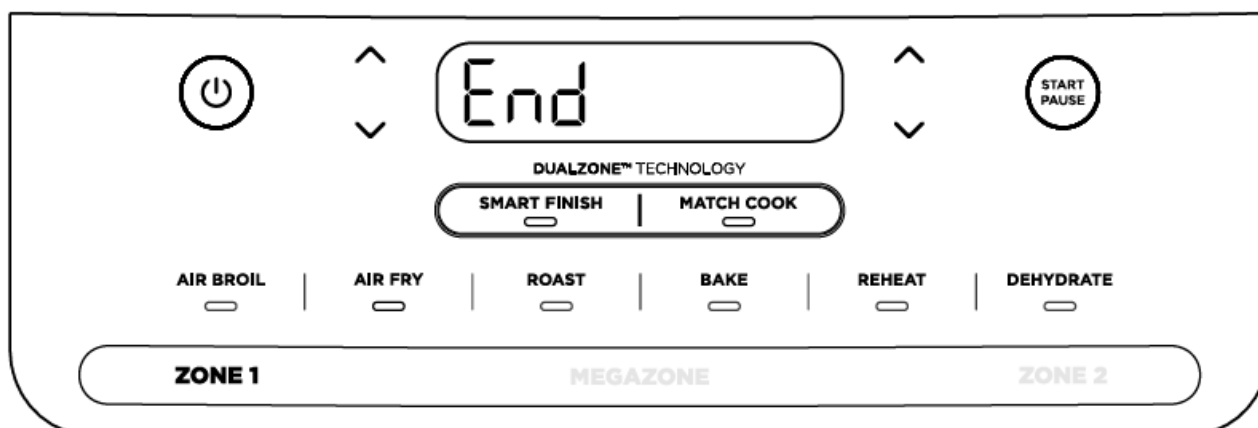 End
START
PAUSE
DUALZONE™ TECHNOLOGY
SMART FINISH
MATCH COOK
AIR BROIL
AIR FRY
ROAST
BAKE
REHEAT
DEHYDRATE
ZONE 1
MEGAZONE
ZONE 2